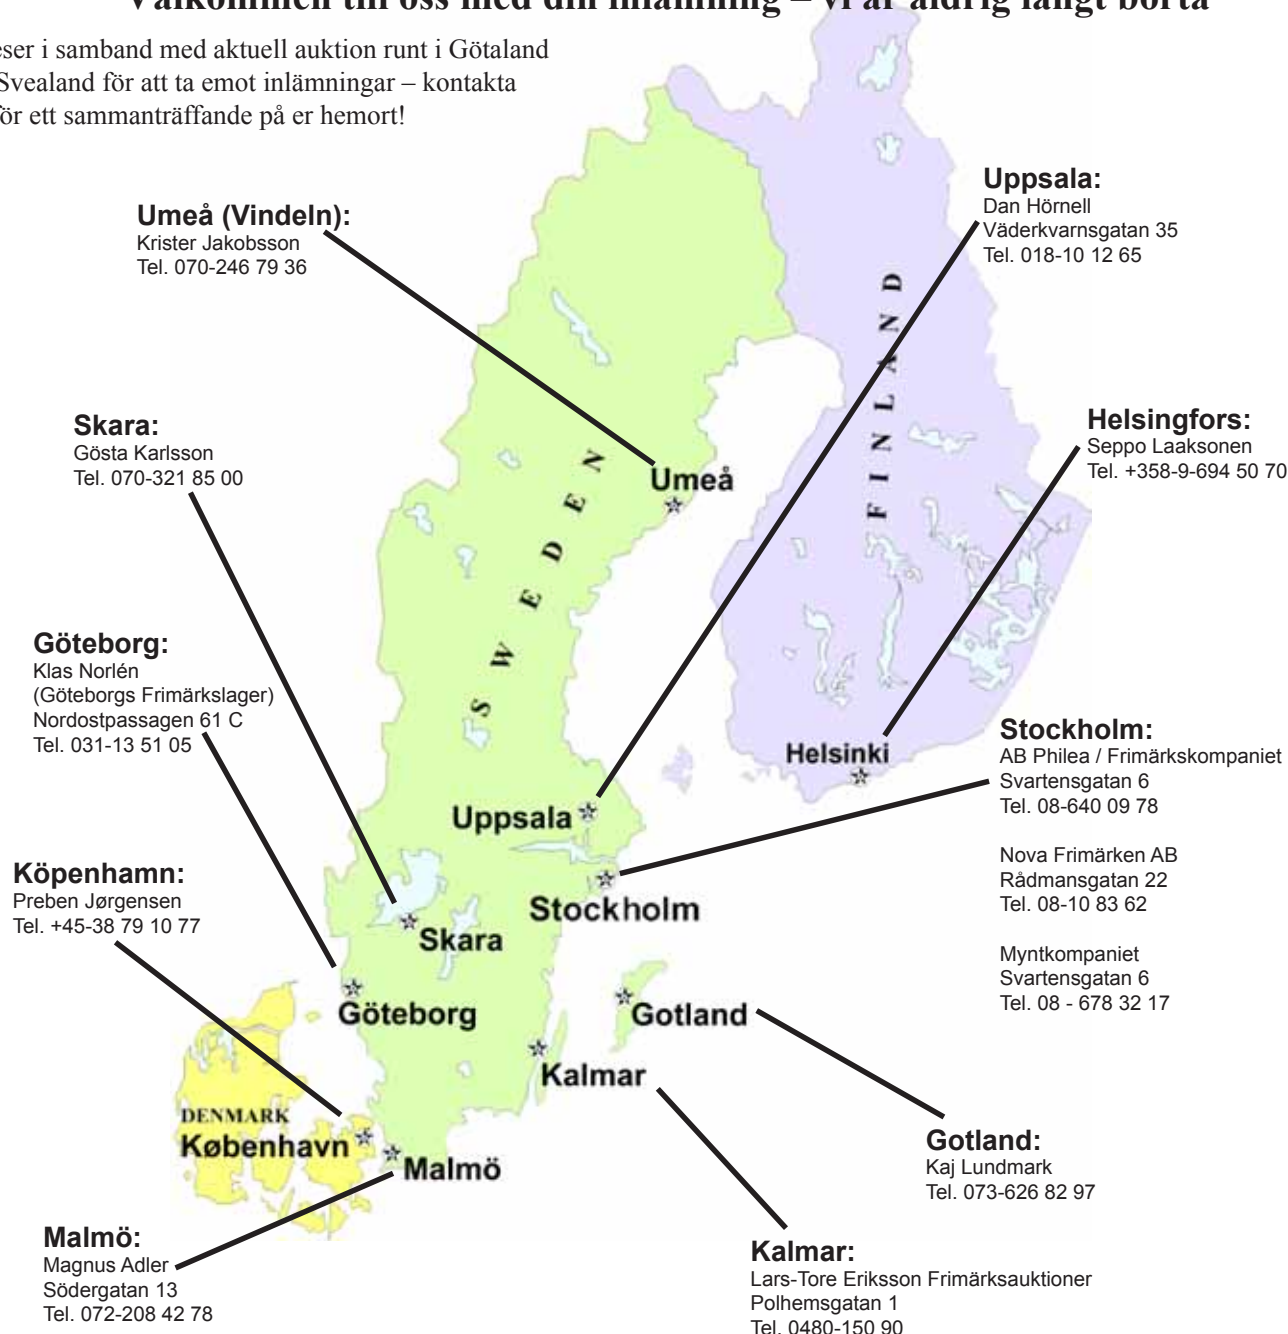 Välkommen till oss med din inlämning – vi är aldrig långt borta
i samband med aktuell auktion runt i Götaland
Svealand för att ta emot inlämningar – kontakta
för ett sammanträffande på er hemort!
Umeå (Vindeln):
Krister Jakobsson
Tel. 070-246 79 36
Uppsala:
Dan Hörnell
Väderkvarnsgatan 35
Tel. 018-10 12 65
Skara:
Gösta Karlsson
Tel. 070-321 85 00
Helsingfors:
Seppo Laaksonen
Tel. +358-9-694 50 70
FINLAND
SWEDEN
Umeå
Göteborg:
Klas Norlén
(Göteborgs Frimärkslager)
Nordostpassagen 61 C
Tel. 031-13 51 05
Stockholm:
AB Philea / Frimärkskompaniet
Svartensgatan 6
Tel. 08-640 09 78
Nova Frimärken AB
Rådmansgatan 22
Tel. 08-10 83 62
Myntkompaniet
Svartensgatan 6
Tel. 08 - 678 32 17
Helsinki
Uppsala
Stockholm
Skara
Köpenhamn:
Preben Jørgensen
Tel. +45-38 79 10 77
Göteborg
Gotland
Kalmar
DENMARK
København
Malmö
Gotland:
Kaj Lundmark
Tel. 073-626 82 97
Malmö:
Magnus Adler
Södergatan 13
Tel. 072-208 42 78
Kalmar:
Lars-Tore Eriksson Frimärksauktioner
Polhemsgatan 1
Tel. 0480-150 90